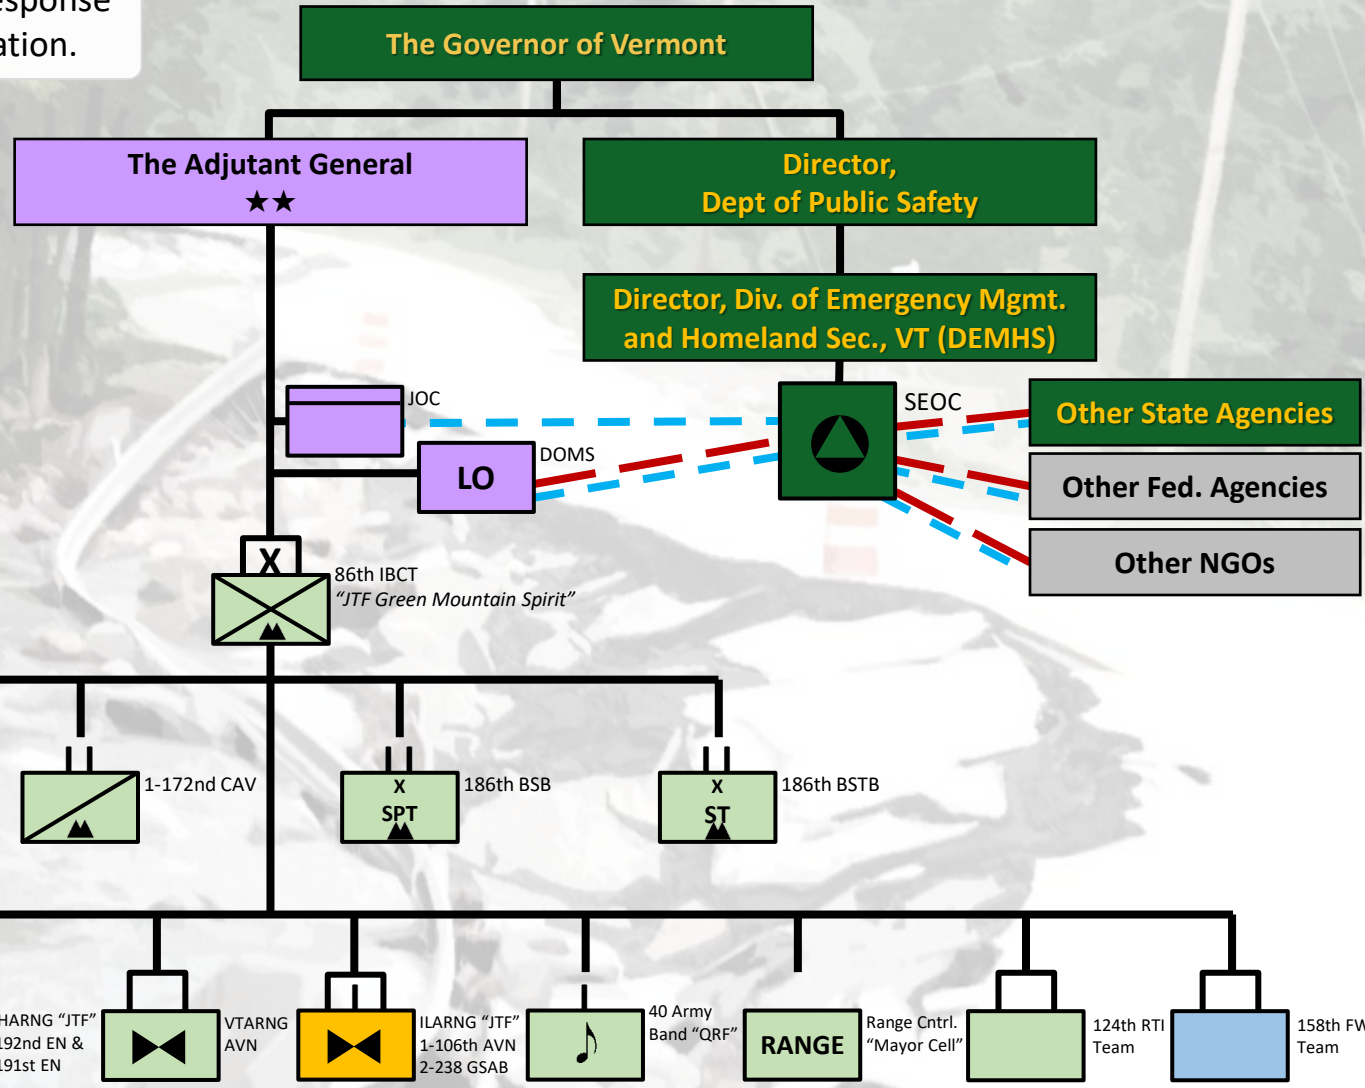 ation.
The Governor of Vermont
The Adjutant General
★★
Director,
Dept of Public Safety
Director, Div. of Emergency Mgmt.
and Homeland Sec., VT (DEMHS)
JOC
SEOC
Other State Agencies
LO
DOMS
Other Fed. Agencies
Other NGOs
X
86th IBCT
“JTF Green Mountain Spirit”
1-172nd CAV
X
SPT
186th BSB
X
ST
186th BSTB
HARNG “JTF”
192nd EN &
191st EN
VTARNG
AVN
ILARNG “JTF”
1-106th AVN
2-238 GSAB
40 Army
Band “QRF”
RANGE
Range Cntrl.
“Mayor Cell”
124th RTI
Team
158th FW
Team